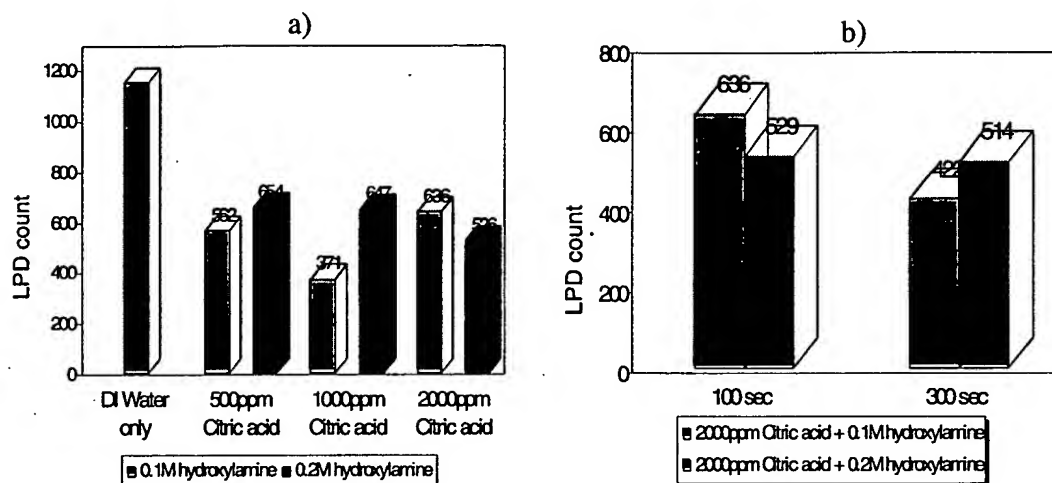 a)
LPD count
1200
1000
800
600
400
200
0
562
654
371
647
636
DI Water only
500ppm Citric acid
1000ppm Citric acid
2000ppm Citric acid
0.1M hydroxylamine 0.2M hydroxylamine
b)
LPD count
800
600
400
200
0
636
529
422
514
100 sec
300 sec
2000ppm Citric acid + 0.1M hydroxylamine
2000ppm Citric acid + 0.2M hydroxylamine